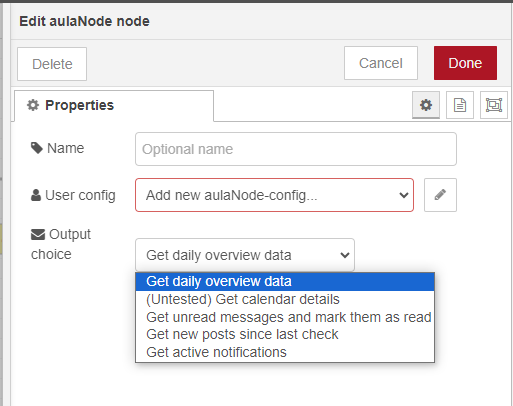 Edit aulaNode node
Delete
Cancel
Done
Properties
Name
Optional name
User config
Add new aulaNode-config...
Output
choice
Get daily overview data
Get daily overview data
(Untested) Get calendar details
Get unread messages and mark them as read
Get new posts since last check
Get active notifications